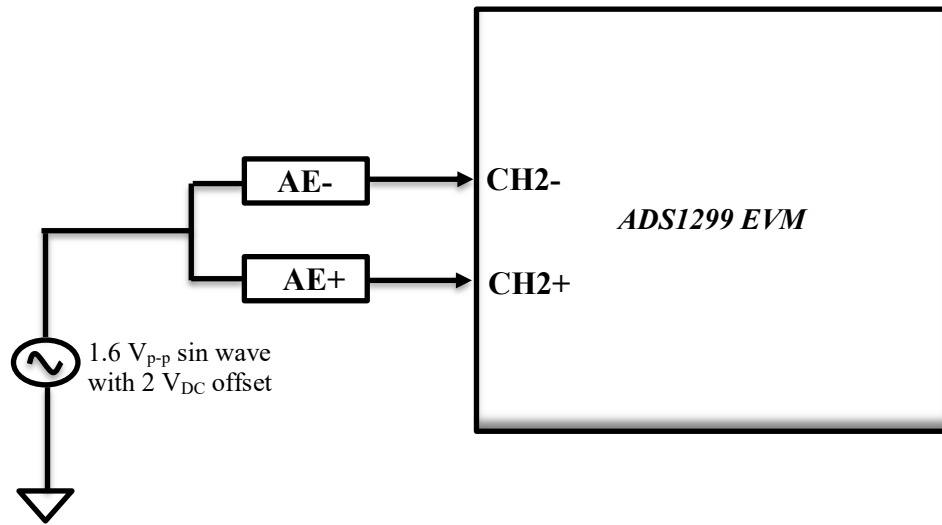 AE-
CH2-
ADS1299 EVM
AE+
CH2+
1.6 Vp-p sin wave
with 2 VDC offset